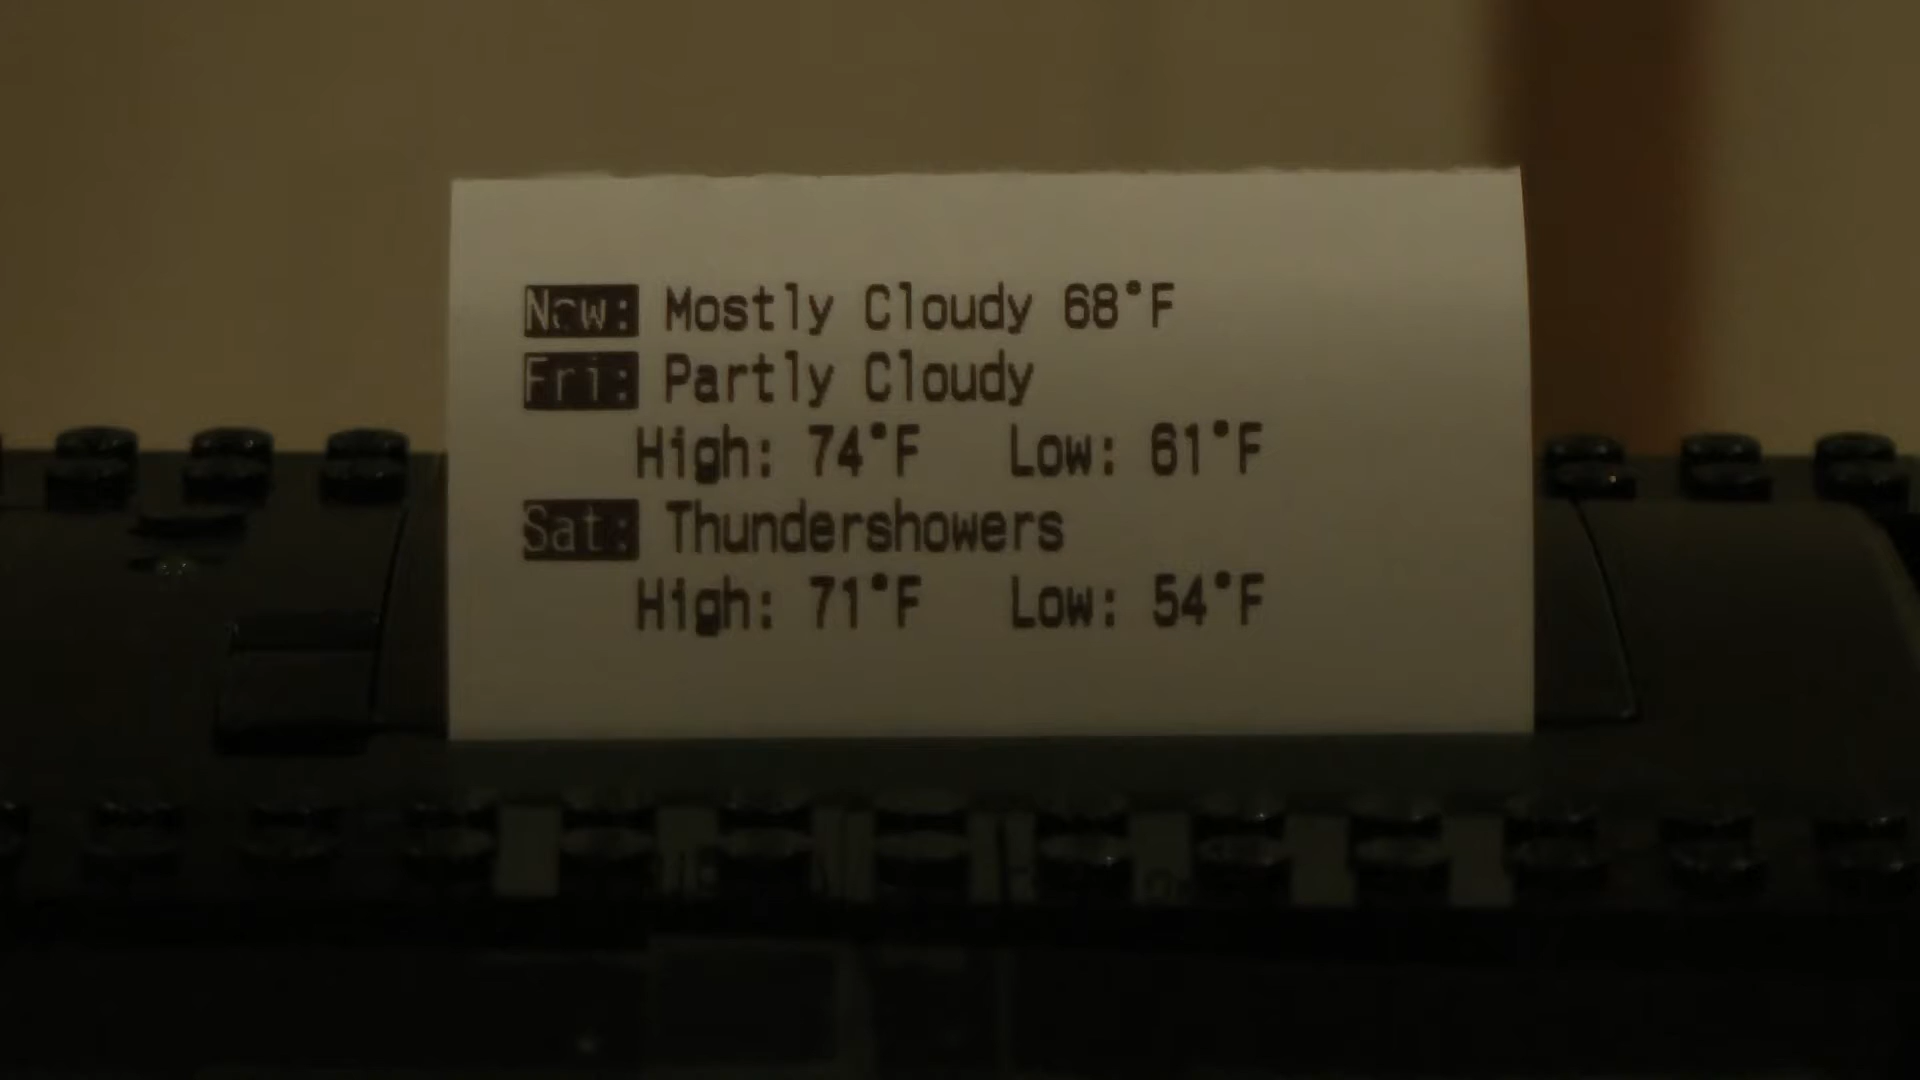 Now: Mostly Cloudy 68°F
Fri: Partly Cloudy
High: 74°F Low: 61°F
Sat: Thundershowers
High: 71°F Low: 54°F